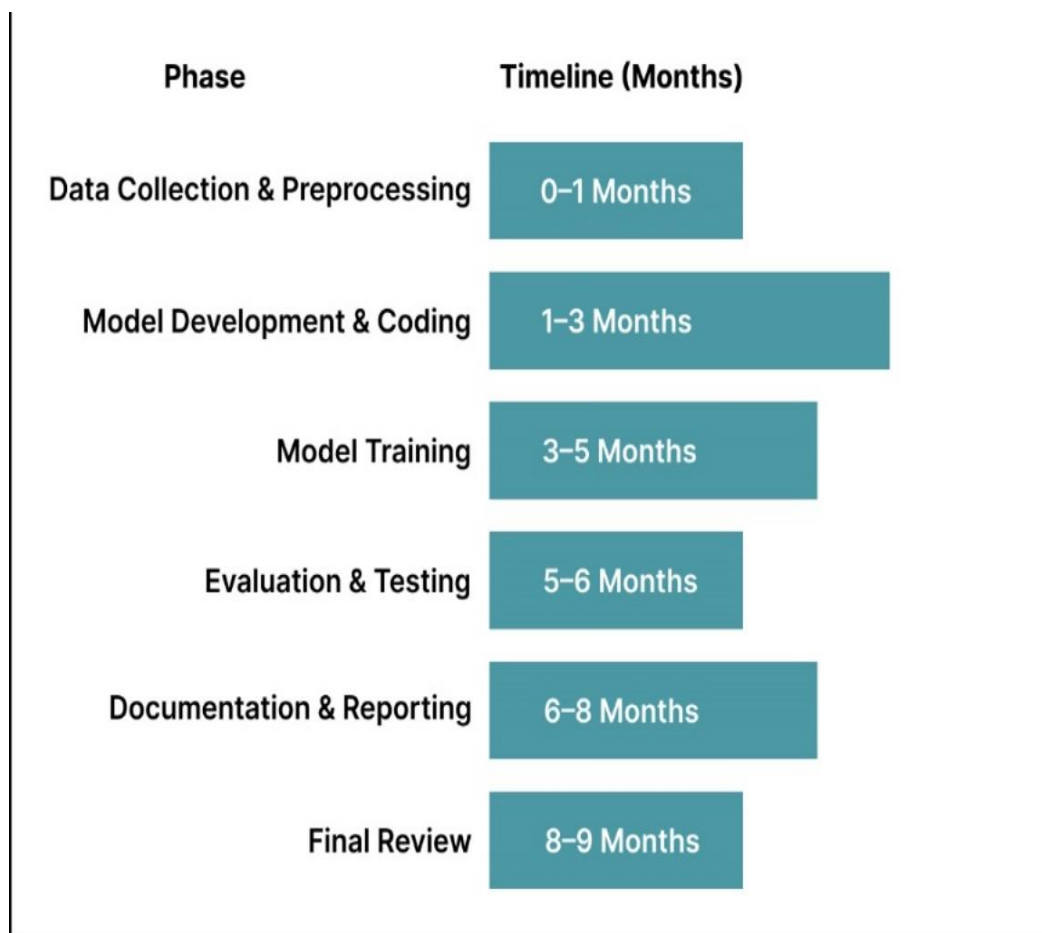 Phase Timeline (Months)
Data Collection & Preprocessing 0–1 Months
Model Development & Coding 1–3 Months
Model Training 3–5 Months
Evaluation & Testing 5–6 Months
Documentation & Reporting 6–8 Months
Final Review 8–9 Months